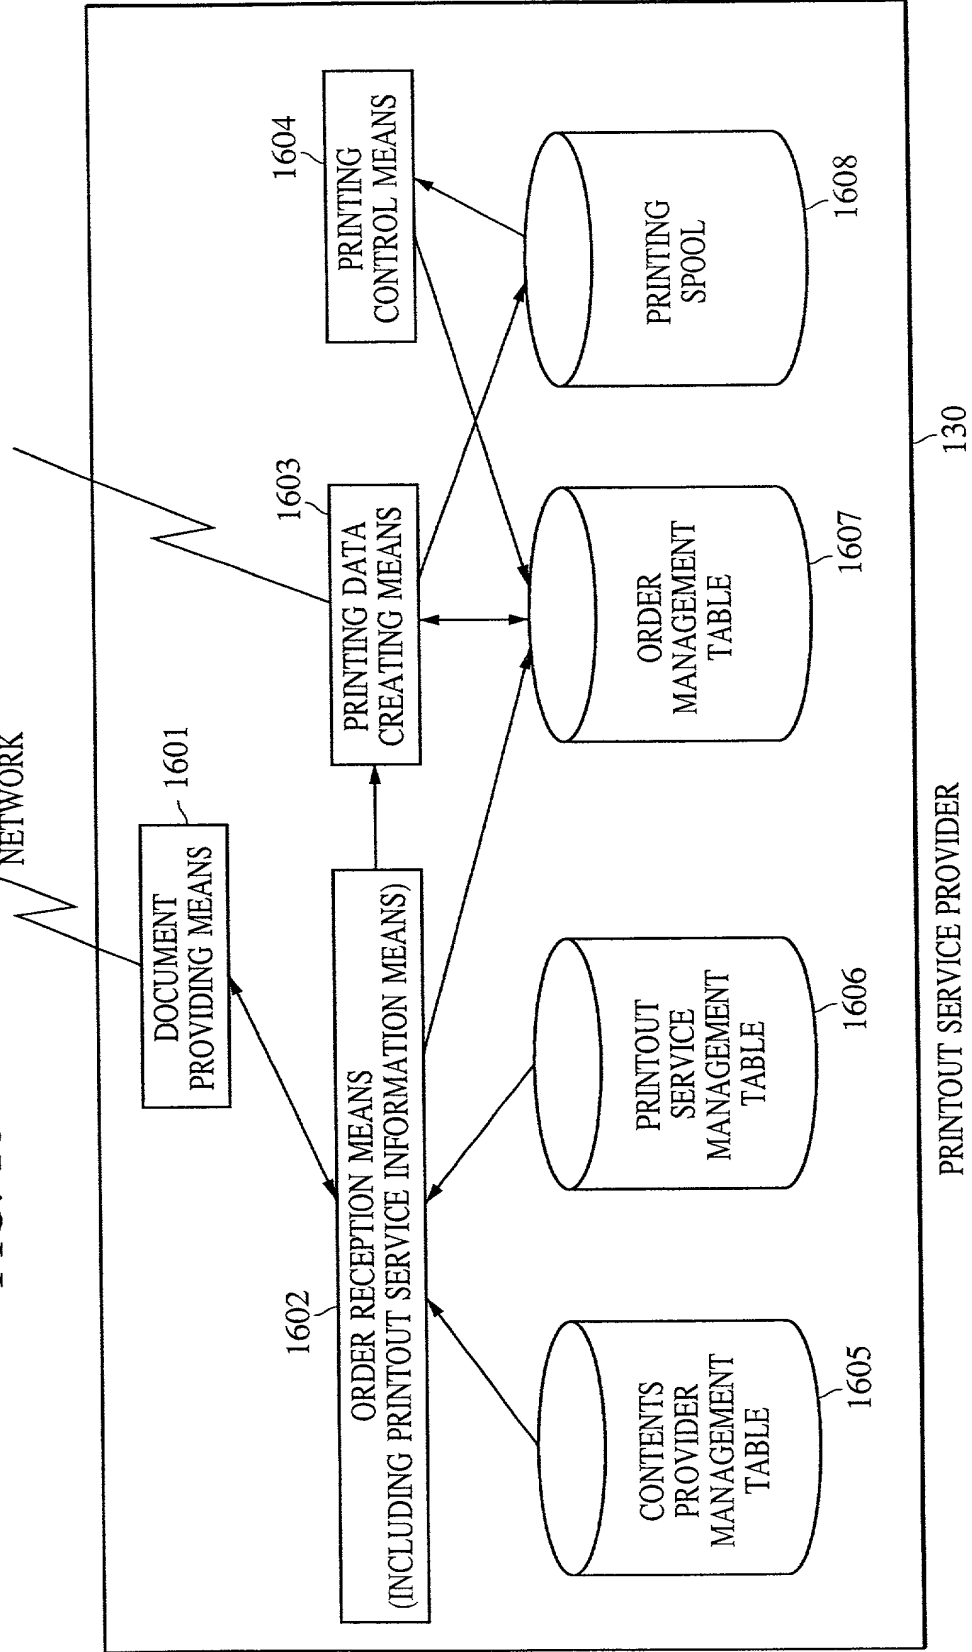 NETWORK
1601
DOCUMENT
PROVIDING MEANS
1602
ORDER RECEPTION MEANS
(INCLUDING PRINTOUT SERVICE INFORMATION MEANS)
1603
PRINTING DATA
CREATING MEANS
1604
PRINTING
CONTROL MEANS
CONTENTS
PROVIDER
MANAGEMENT
TABLE
1605
PRINTOUT
SERVICE
MANAGEMENT
TABLE
1606
ORDER
MANAGEMENT
TABLE
1607
PRINTING
SPOOL
1608
130
PRINTOUT SERVICE PROVIDER